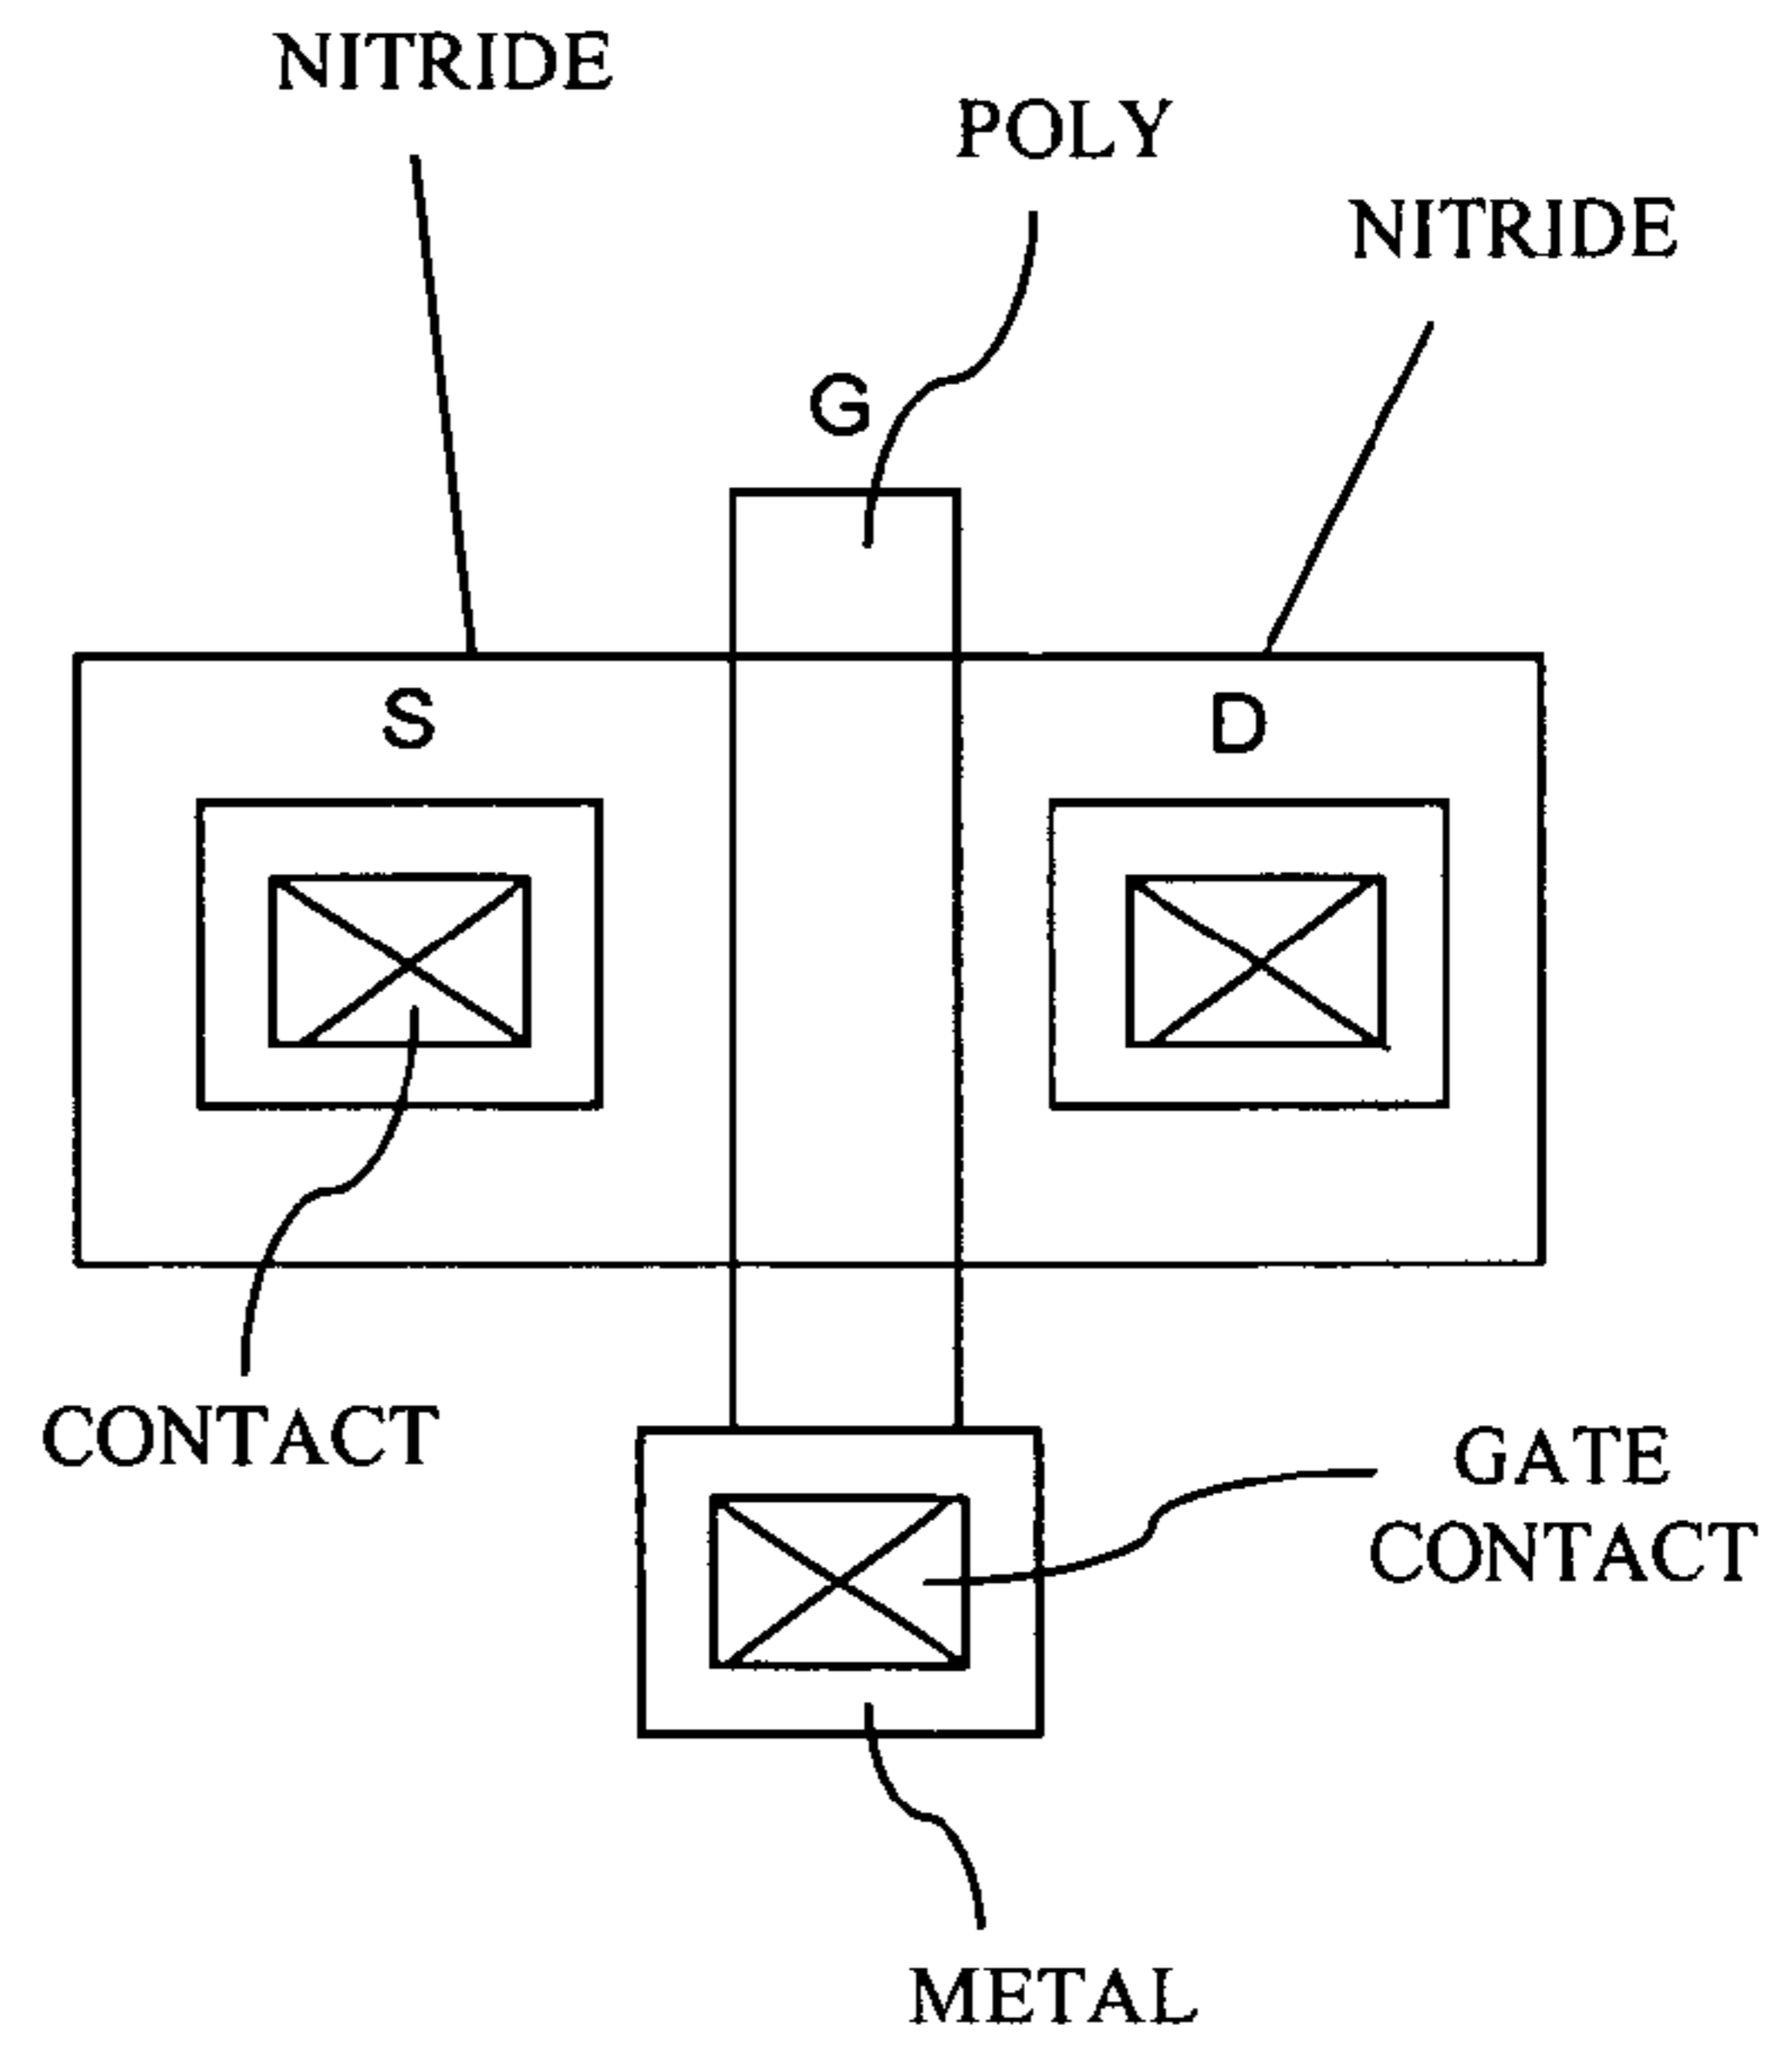 NITRIDE
POLY
NITRIDE
G
S
D
CONTACT
GATE
CONTACT
METAL